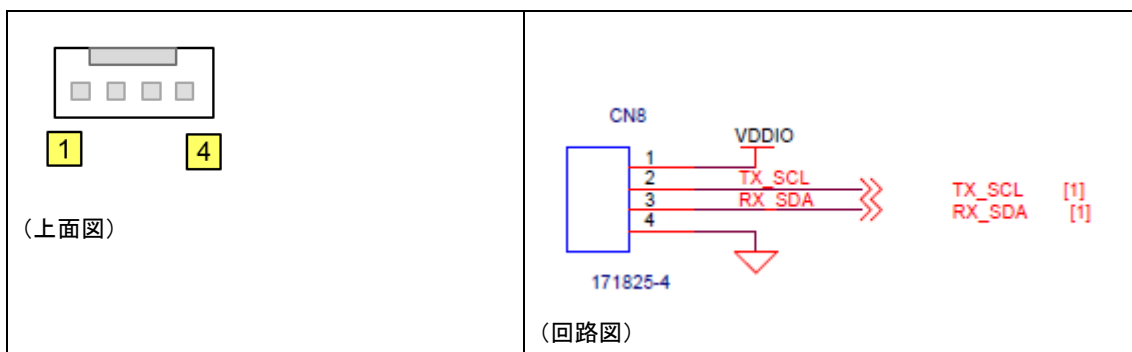 1
4
(上面図)
CN8
VDDIO
1
2
TX_SCL
3
RX_SDA
4
TX_SCL [1]
RX_SDA [1]
171825-4
(回路図)